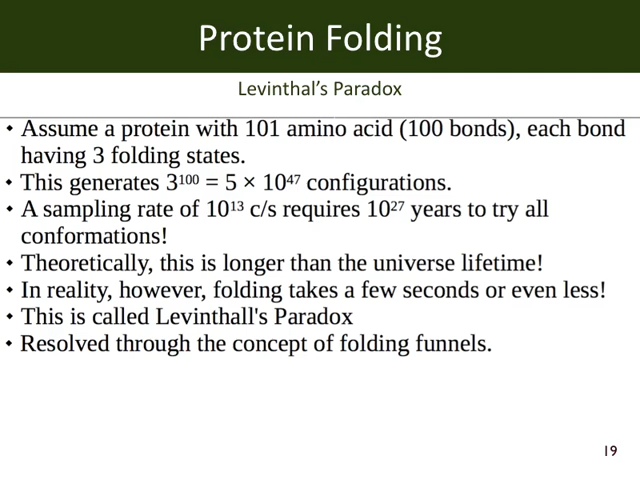 Protein Folding
Levinthal's Paradox
• Assume a protein with 101 amino acid (100 bonds), each bond
having 3 folding states.
• This generates 3¹⁰⁰ = 5 × 10⁴⁷ configurations.
• A sampling rate of 10¹³ c/s requires 10²⁷ years to try all
conformations!
• Theoretically, this is longer than the universe lifetime!
• In reality, however, folding takes a few seconds or even less!
• This is called Levinthall's Paradox
• Resolved through the concept of folding funnels.
19